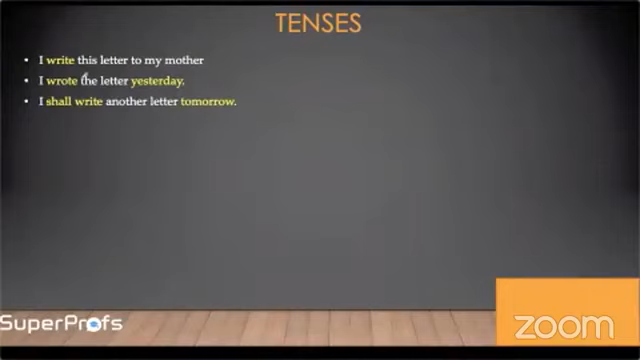 TENSES
• I write this letter to my mother
• I wrote the letter yesterday.
• I shall write another letter tomorrow.
SuperProfs
zoom